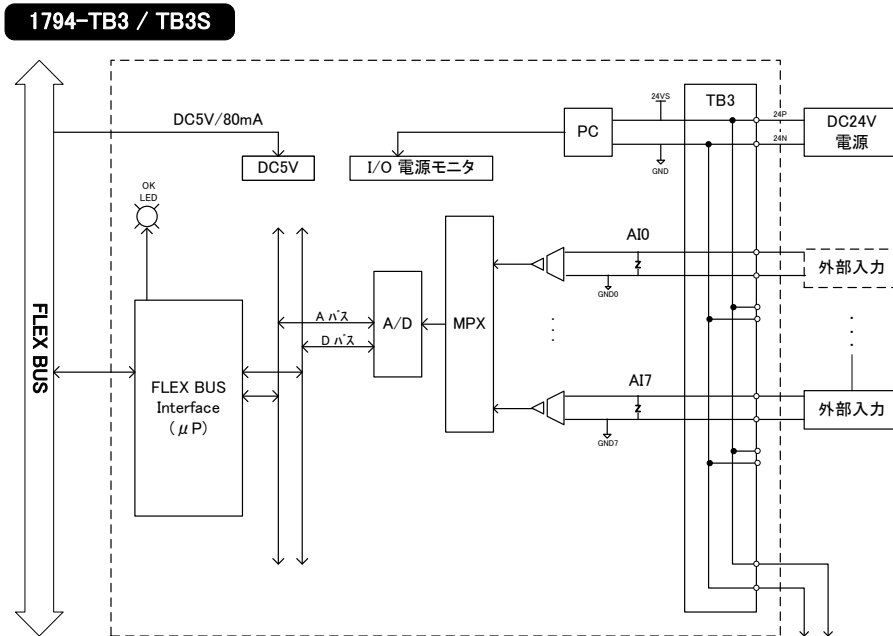 1794-TB3 / TB3S
TB3
24VS
24P
DC5V/80mA
PC
DC24V
電源
24N
DC5V
I/O 電源モニタ
GND
OK
LED
AI0
外部入力
GND0
FLEX BUS
A バス
A/D
MPX
D バス
FLEX BUS
Interface
(μP)
AI7
外部入力
GND7